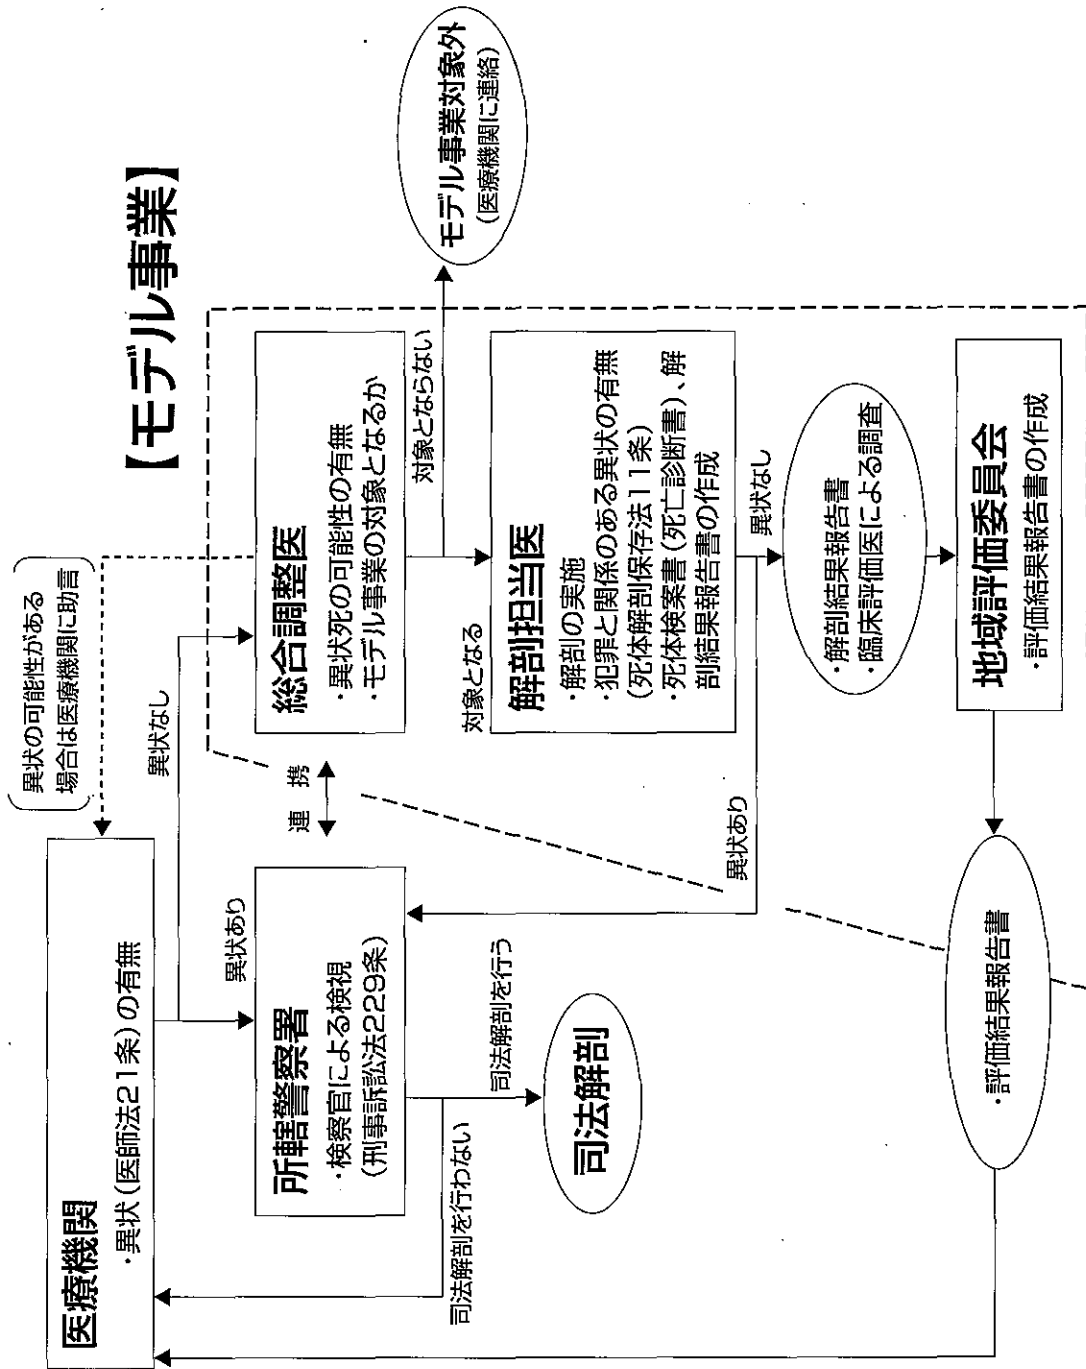 【モデル事業】
医療機関
・異状(医師法21条)の有無
異状の可能性がある
場合は医療機関に助言
異状あり
異状なし
所轄警察署
・検察官による検視
(刑事訴訟法229条)
連　携
総合調整医
・異状死の可能性の有無
・モデル事業の対象となるか
司法解剖を行わない
司法解剖を行う
司法解剖
対象となる
対象とならない
モデル事業対象外
(医療機関に連絡)
解剖担当医
・解剖の実施
・犯罪と関係のある異状の有無
(死体解剖保存法11条)
・死体検案書(死亡診断書)、解
剖結果報告書の作成
異状あり
異状なし
・解剖結果報告書
・臨床評価医による調査
地域評価委員会
・評価結果報告書の作成
・評価結果報告書